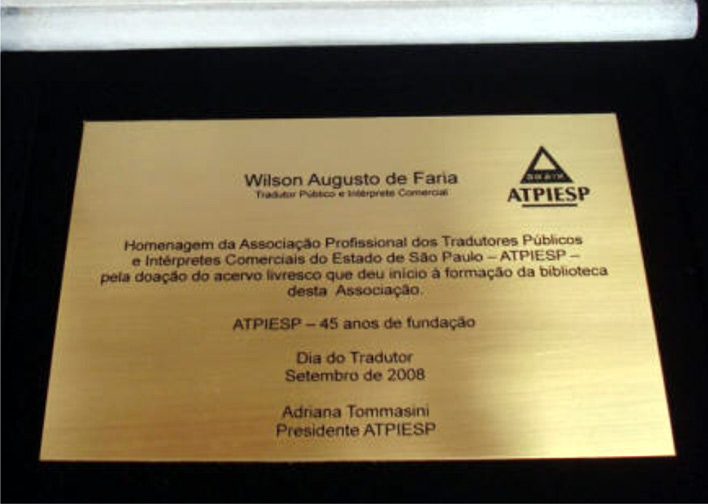 Wilson Augusto de Faria
Tradutor Público e Intérprete Comercial
ATPIESP
Homenagem da Associação Profissional dos Tradutores Públicos
e Intérpretes Comerciais do Estado de São Paulo – ATPIESP –
pela doação do acervo livresco que deu início à formação da biblioteca
desta Associação.
ATPIESP – 45 anos de fundação
Dia do Tradutor
Setembro de 2008
Adriana Tommasini
Presidente ATPIESP